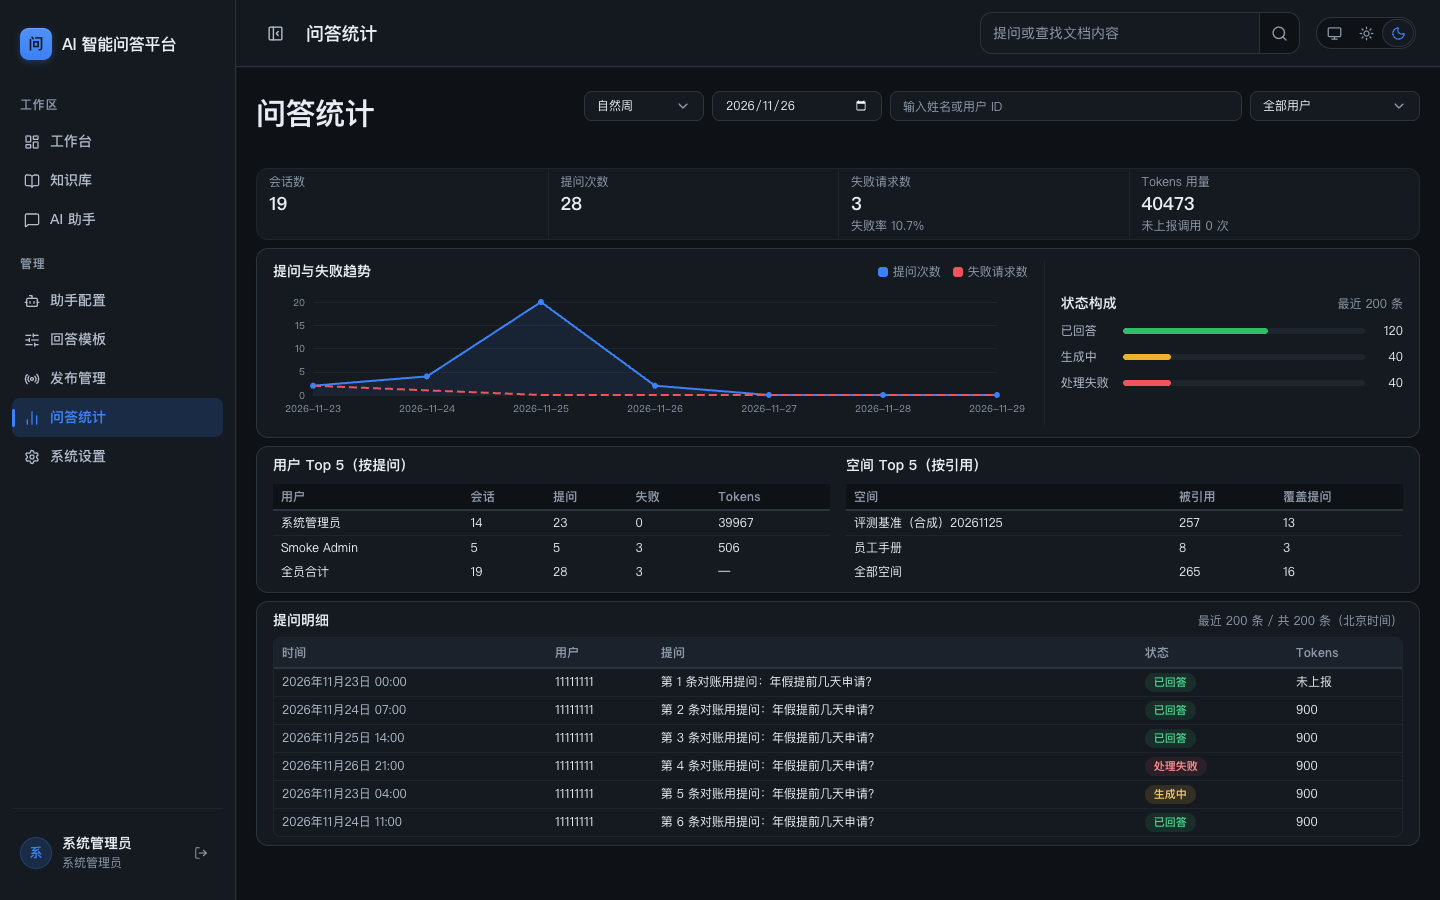 问
AI 智能问答平台
工作区
工作台
知识库
AI 助手
管理
助手配置
回答模板
发布管理
问答统计
系统设置
系
系统管理员
系统管理员
问答统计
提问或查找文档内容
问答统计
自然周
2026/11/26
输入姓名或用户 ID
全部用户
会话数
19
提问次数
28
失败请求数
3
失败率 10.7%
Tokens 用量
40473
未上报调用 0 次
提问与失败趋势
提问次数
失败请求数
20
15
10
5
0
2026-11-23
2026-11-24
2026-11-25
2026-11-26
2026-11-27
2026-11-28
2026-11-29
状态构成
最近 200 条
已回答 120
生成中 40
处理失败 40
用户 Top 5（按提问）
用户 会话 提问 失败 Tokens
系统管理员 14 23 0 39967
Smoke Admin 5 5 3 506
全员合计 19 28 3 —
空间 Top 5（按引用）
空间 被引用 覆盖提问
评测基准（合成）20261125 257 13
员工手册 8 3
全部空间 265 16
提问明细
最近 200 条 / 共 200 条（北京时间）
时间 用户 提问 状态 Tokens
2026年11月23日 00:00 11111111 第 1 条对账用提问：年假提前几天申请? 已回答 未上报
2026年11月24日 07:00 11111111 第 2 条对账用提问：年假提前几天申请? 已回答 900
2026年11月25日 14:00 11111111 第 3 条对账用提问：年假提前几天申请? 已回答 900
2026年11月26日 21:00 11111111 第 4 条对账用提问：年假提前几天申请? 处理失败 900
2026年11月23日 04:00 11111111 第 5 条对账用提问：年假提前几天申请? 生成中 900
2026年11月24日 11:00 11111111 第 6 条对账用提问：年假提前几天申请? 已回答 900